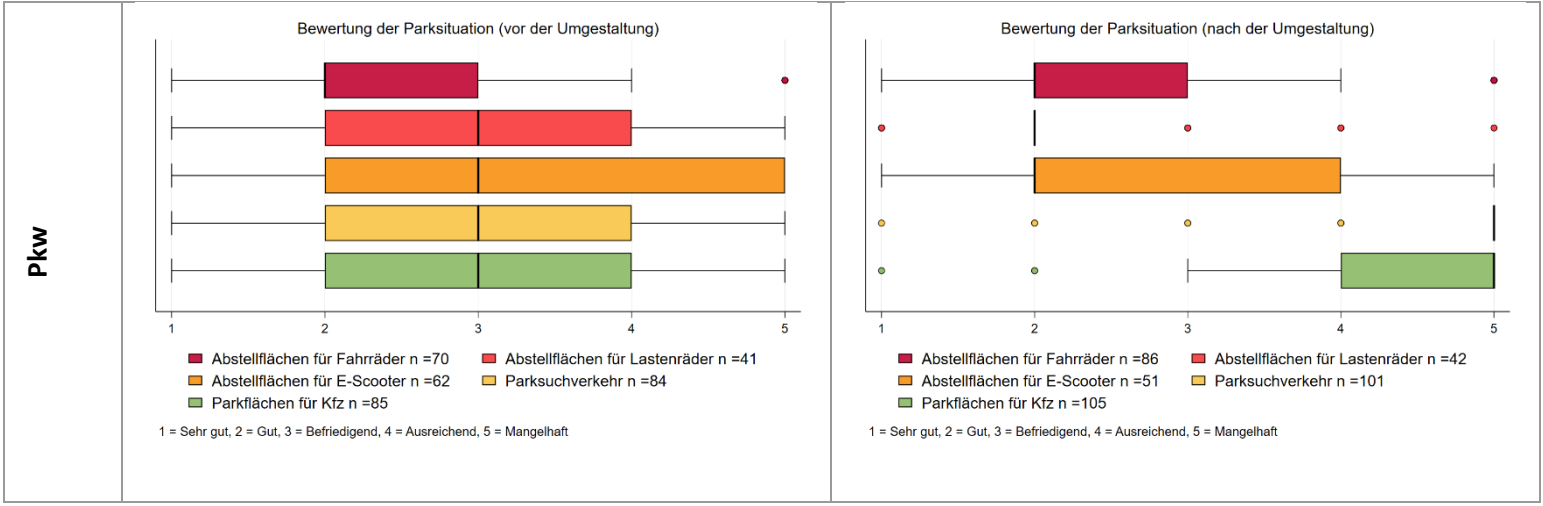 Pkw
Bewertung der Parksituation (vor der Umgestaltung)
1 2 3 4 5
Abstellflächen für Fahrräder n =70 Abstellflächen für Lastenräder n =41
Abstellflächen für E-Scooter n =62 Parksuchverkehr n =84
Parkflächen für Kfz n =85
1 = Sehr gut, 2 = Gut, 3 = Befriedigend, 4 = Ausreichend, 5 = Mangelhaft
Bewertung der Parksituation (nach der Umgestaltung)
1 2 3 4 5
Abstellflächen für Fahrräder n =86 Abstellflächen für Lastenräder n =42
Abstellflächen für E-Scooter n =51 Parksuchverkehr n =101
Parkflächen für Kfz n =105
1 = Sehr gut, 2 = Gut, 3 = Befriedigend, 4 = Ausreichend, 5 = Mangelhaft